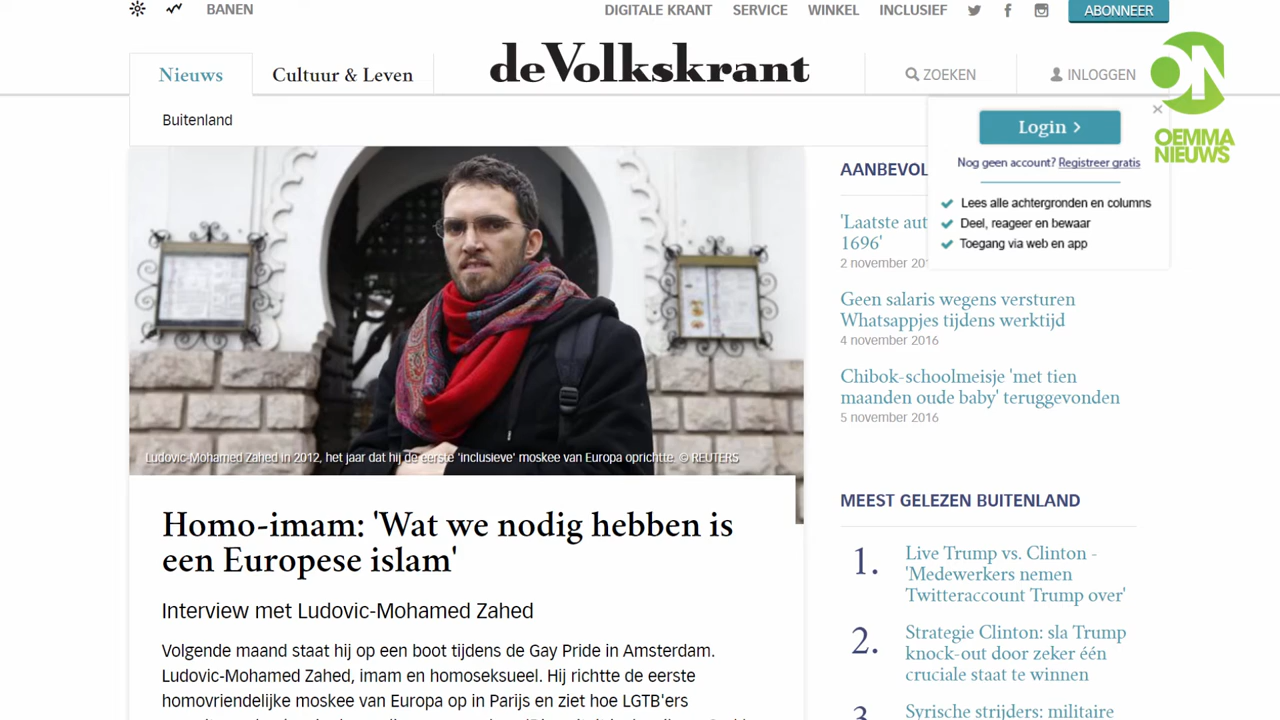 BANEN
DIGITALE KRANT SERVICE WINKEL INCLUSIEF
ABONNEER
Nieuws
Cultuur & Leven
de Volkskrant
ZOEKEN
INLOGGEN
ON
OEMMA
NIEUWS
Buitenland
Login
Nog geen account? Registreer gratis
Lees alle achtergronden en columns
Deel, reageer en bewaar
Toegang via web en app
AANBEVOL
'Laatste aut
1696'
2 november 201
Geen salaris wegens versturen
Whatsappjes tijdens werktijd
4 november 2016
Chibok-schoolmeisje 'met tien
maanden oude baby' teruggevonden
5 november 2016
Ludovic-Mohamed Zahed in 2012, het jaar dat hij de eerste 'inclusieve' moskee van Europa oprichtte. © REUTERS
Homo-imam: 'Wat we nodig hebben is
een Europese islam'
Interview met Ludovic-Mohamed Zahed
Volgende maand staat hij op een boot tijdens de Gay Pride in Amsterdam.
Ludovic-Mohamed Zahed, imam en homoseksueel. Hij richtte de eerste
homovriendelijke moskee van Europa op in Parijs en ziet hoe LGTB'ers
MEEST GELEZEN BUITENLAND
1.
Live Trump vs. Clinton -
'Medewerkers nemen
Twitteraccount Trump over'
2.
Strategie Clinton: sla Trump
knock-out door zeker één
cruciale staat te winnen
3.
Syrische strijders: militaire